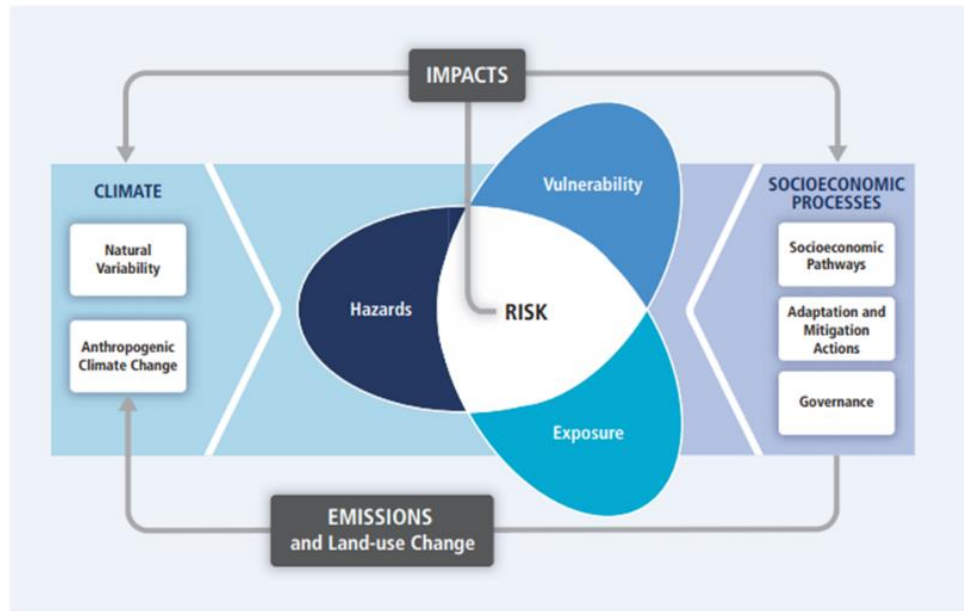 IMPACTS
CLIMATE
Natural
Variability
Anthropogenic
Climate Change
Vulnerability
Hazards
RISK
Exposure
SOCIOECONOMIC
PROCESSES
Socioeconomic
Pathways
Adaptation and
Mitigation
Actions
Governance
EMISSIONS
and Land-use Change